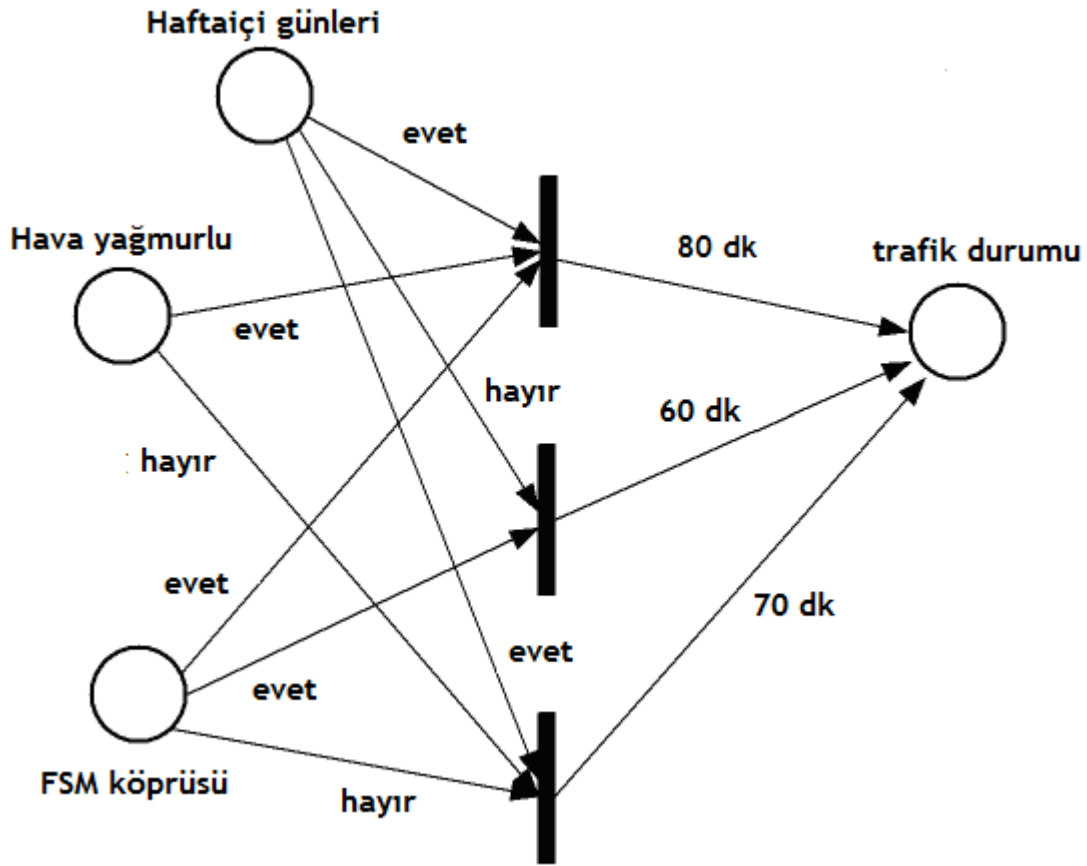 Haftaiçi günleri
evet
Hava yağmurlu
80 dk
trafik durumu
evet
hayır
60 dk
hayır
evet
70 dk
evet
evet
FSM köprüsü
hayır